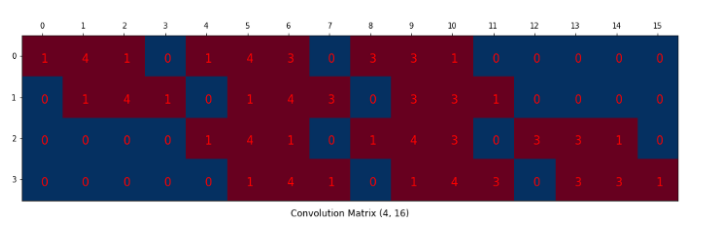 0 1 2 3 4 5 6 7 8 9 10 11 12 13 14 15
0 1 4 1 0 1 4 3 0 3 3 1 0 0 0 0 0
1 0 1 4 1 0 1 4 3 0 3 3 1 0 0 0 0
2 0 0 0 0 1 4 1 0 1 4 3 0 3 3 1 0
3 0 0 0 0 0 1 4 1 0 1 4 3 0 3 3 1
Convolution Matrix (4, 16)